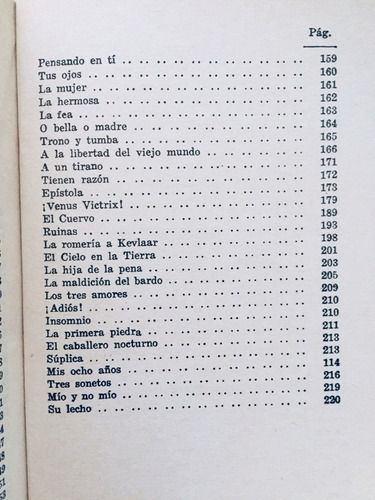 Pág.
Pensando en tí .. .. .. .. .. .. .. .. .. 159
Tus ojos .. .. .. .. .. .. .. .. .. .. 160
La mujer .. .. .. .. .. .. .. .. .. .. 161
La hermosa .. .. .. .. .. .. .. .. .. 162
La fea .. .. .. .. .. .. .. .. .. .. .. 163
O bella o madre .. .. .. .. .. .. .. .. 164
Trono y tumba .. .. .. .. .. .. .. .. 165
A la libertad del viejo mundo .. .. .. .. 166
A un tirano .. .. .. .. .. .. .. .. .. 171
Tienen razón .. .. .. .. .. .. .. .. .. 172
Epístola .. .. .. .. .. .. .. .. .. .. 173
¡Venus Victrix! .. .. .. .. .. .. .. .. 179
El Cuervo .. .. .. .. .. .. .. .. .. .. 189
Ruinas .. .. .. .. .. .. .. .. .. .. 193
La romería a Kevlaar .. .. .. .. .. .. 198
El Cielo en la Tierra .. .. .. .. .. .. 201
La hija de la pena .. .. .. .. .. .. .. 203
La maldición del bardo .. .. .. .. .. .. 205
Los tres amores .. .. .. .. .. .. .. .. 209
¡Adiós! .. .. .. .. .. .. .. .. .. .. 210
Insomnio .. .. .. .. .. .. .. .. .. .. 210
La primera piedra .. .. .. .. .. .. .. 211
El caballero nocturno .. .. .. .. .. .. 213
Súplica .. .. .. .. .. .. .. .. .. .. 213
Mis ocho años .. .. .. .. .. .. .. .. 114
Tres sonetos .. .. .. .. .. .. .. .. .. 216
Mío y no mío .. .. .. .. .. .. .. .. .. 219
Su lecho .. .. .. .. .. .. .. .. .. .. 220